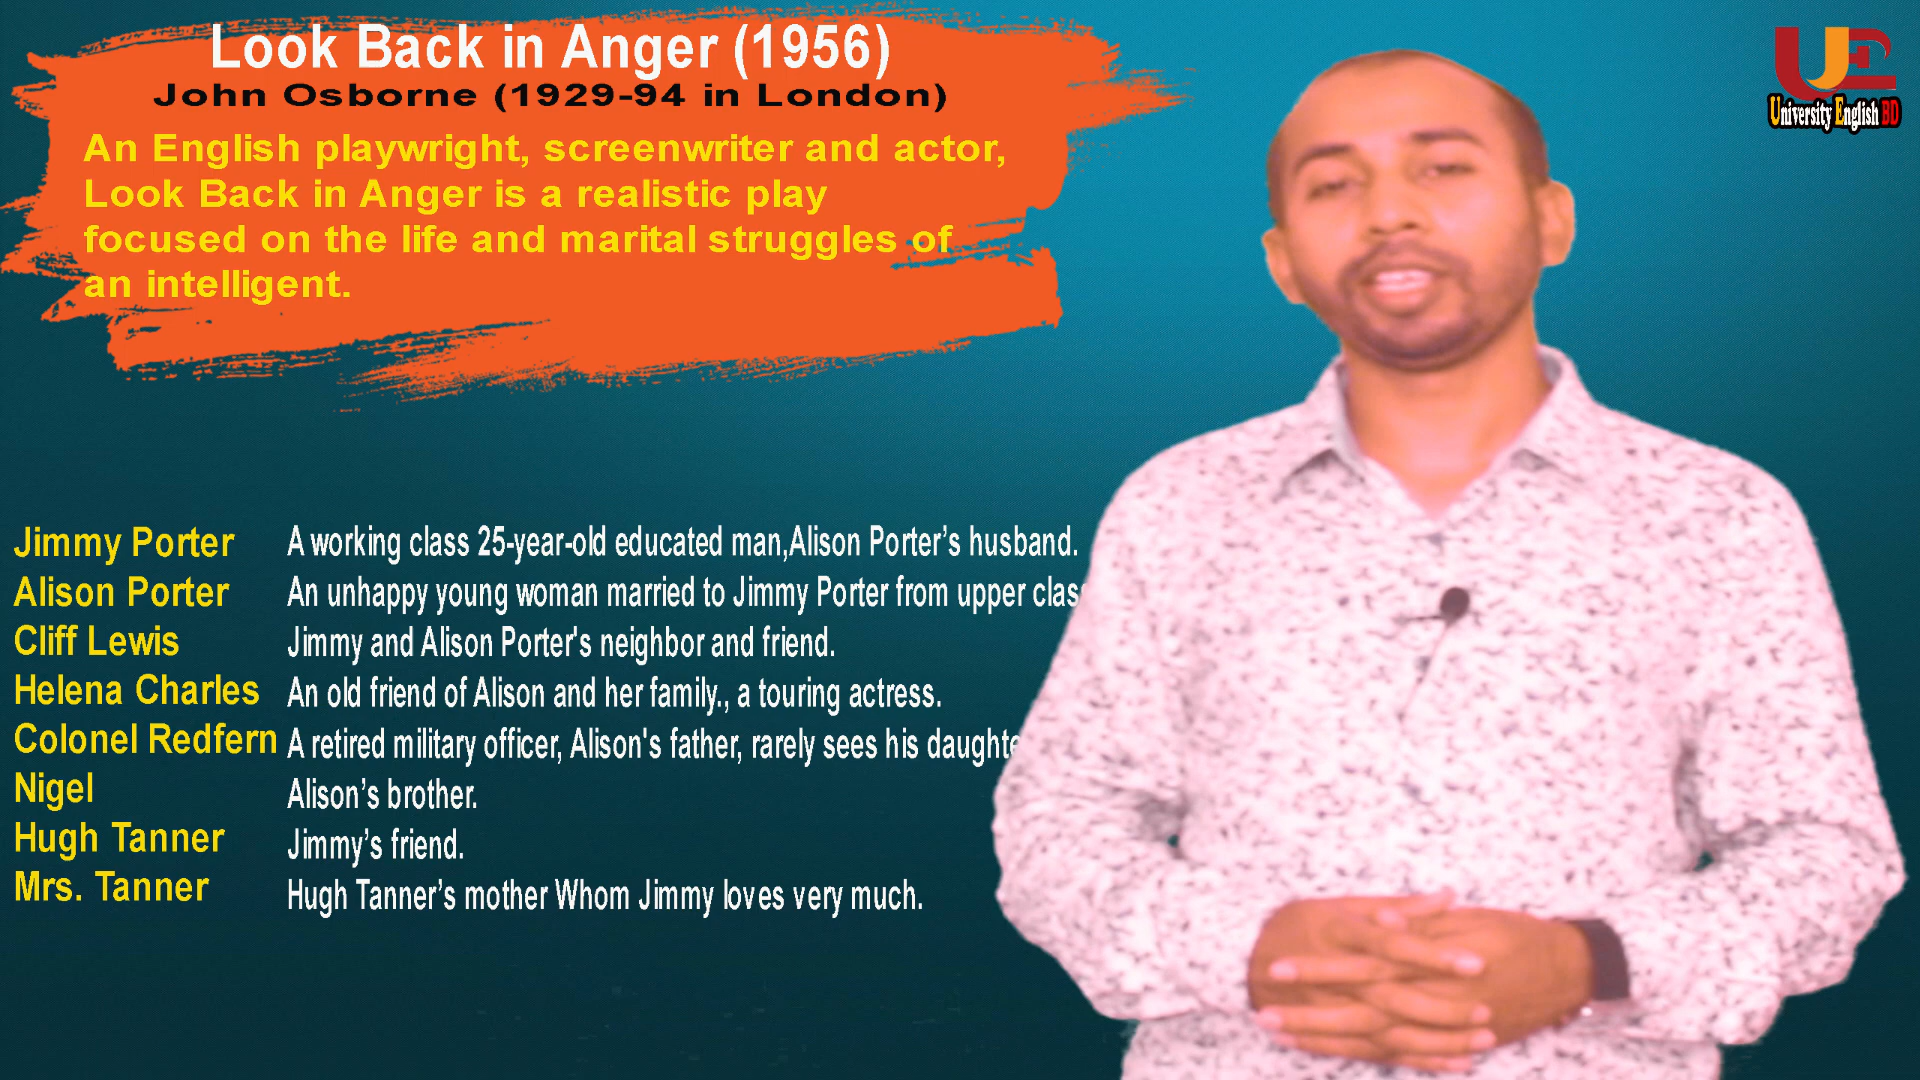 Look Back in Anger (1956)
John Osborne (1929-94 in London)
An English playwright, screenwriter and actor,
Look Back in Anger is a realistic play
focused on the life and marital struggles of
an intelligent.
UE
University English BD
Jimmy Porter A working class 25-year-old educated man,Alison Porter’s husband.
Alison Porter An unhappy young woman married to Jimmy Porter from upper
Cliff Lewis Jimmy and Alison Porter's neighbor and friend.
Helena Charles An old friend of Alison and her family., a touring actress.
Colonel Redfern A retired military officer, Alison's father, rarely sees his
Nigel Alison’s brother.
Hugh Tanner Jimmy’s friend.
Mrs. Tanner Hugh Tanner’s mother Whom Jimmy loves very much.